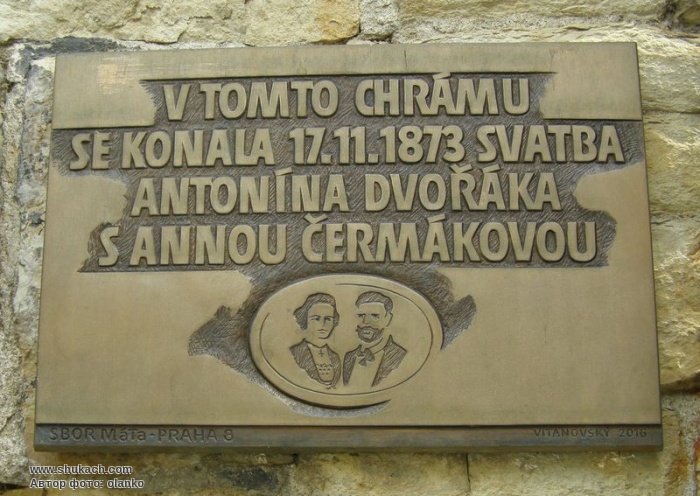 V TOMTO CHRÁMU
SE KONALA 17.11.1873 SVATBA
ANTONÍNA DVOŘÁKA
S ANNOU ČERMÁKOVOU
SBOR MáTa - PRAHA 8
VITANOVSKÝ 2016
www.shukach.com
Автор фото: olanko